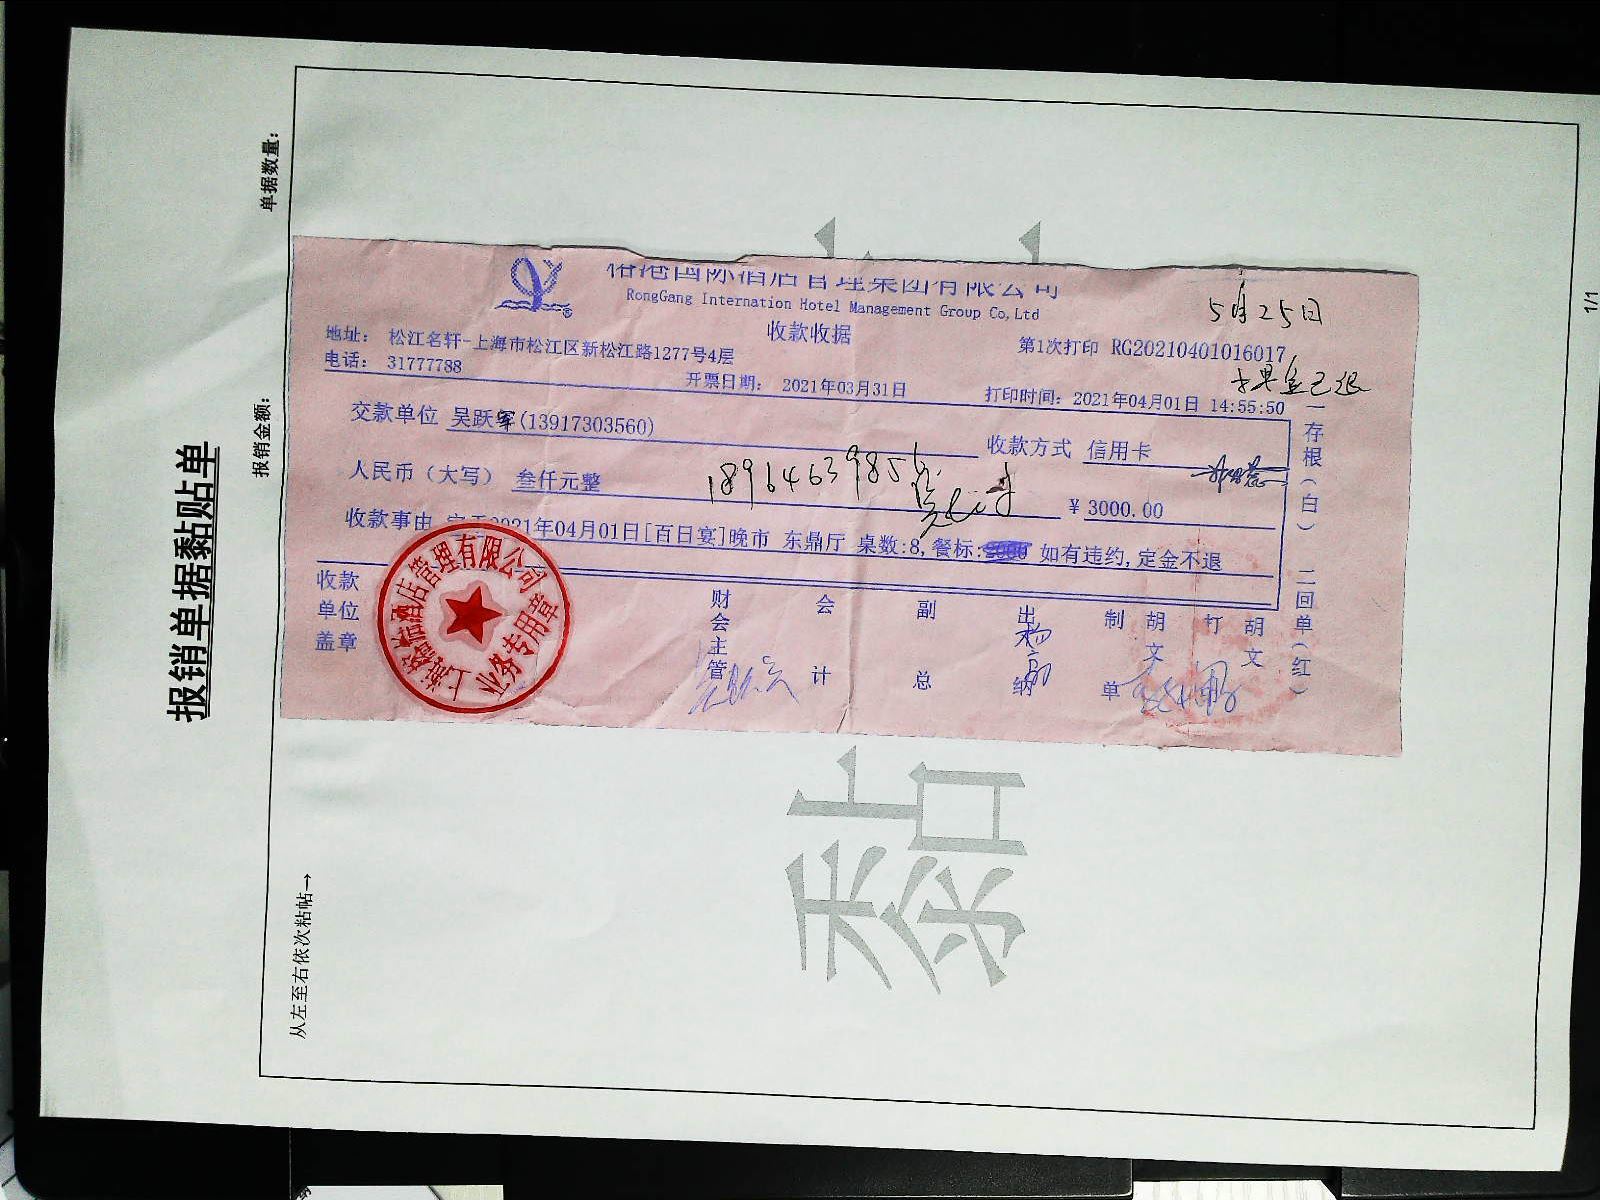 报销单据黏贴单
报销金额：
单据数量：
从左至右依次粘帖→
国际酒店管理集团有限公司
RongGang Internation Hotel Management Group Co,Ltd
收款收据
5月25日
地址： 松江名轩-上海市松江区新松江路1277号4层
第1次打印 RG20210401016017
电话： 31777788
开票日期： 2021年03月31日
打印时间：2021年04月01日 14:55:50
已退
交款单位 吴跃军(13917303560)
收款方式 信用卡
人民币（大写） 叁仟元整
¥ 3000.00
收款事由 定于2021年04月01日[百日宴]晚市 东鼎厅 桌数:8,餐标: 如有违约,定金不退
一存根（白） 二回单（红）
收款单位盖章
业务专用章
财会主管
会计
副总
出纳
制单 胡文
打 胡文
粘
1/1